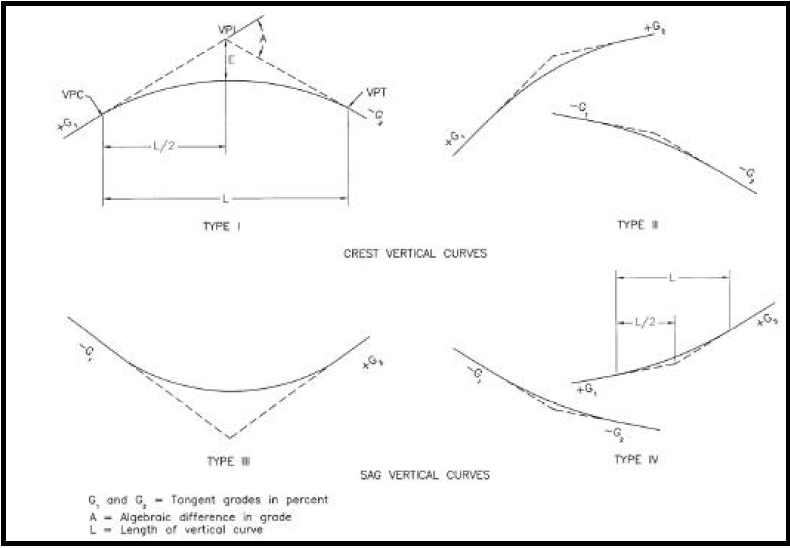 VPI
A
E
VPC
VPT
+G₁
-G₂
L/2
L
TYPE I
+G₂
+G₁
-G₁
-G₂
TYPE II
CREST VERTICAL CURVES
-G₁
+G₂
TYPE III
L
L/2
+G₂
+G₁
-G₁
-G₂
TYPE IV
SAG VERTICAL CURVES
G₁ and G₂ = Tangent grades in percent
A = Algebraic difference in grade
L = Length of vertical curve